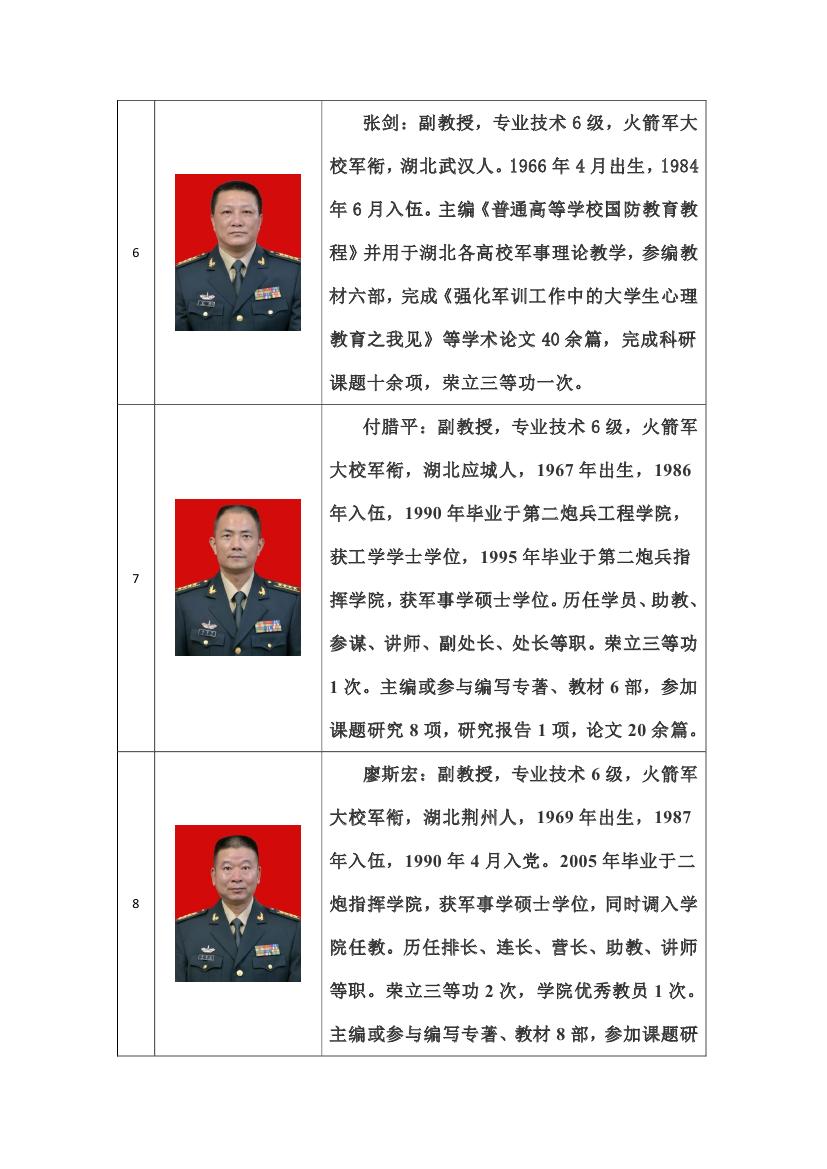 6
张剑：副教授，专业技术 6 级，火箭军大
校军衔，湖北武汉人。1966 年 4 月出生，1984
年 6 月入伍。主编《普通高等学校国防教育教
程》并用于湖北各高校军事理论教学，参编教
材六部，完成《强化军训工作中的大学生心理
教育之我见》等学术论文 40 余篇，完成科研
课题十余项，荣立三等功一次。
7
付腊平：副教授，专业技术 6 级，火箭军
大校军衔，湖北应城人，1967 年出生，1986
年入伍，1990 年毕业于第二炮兵工程学院，
获工学学士学位，1995 年毕业于第二炮兵指
挥学院，获军事学硕士学位。历任学员、助教、
参谋、讲师、副处长、处长等职。荣立三等功
1 次。主编或参与编写专著、教材 6 部，参加
课题研究 8 项，研究报告 1 项，论文 20 余篇。
8
廖斯宏：副教授，专业技术 6 级，火箭军
大校军衔，湖北荆州人，1969 年出生，1987
年入伍，1990 年 4 月入党。2005 年毕业于二
炮指挥学院，获军事学硕士学位，同时调入学
院任教。历任排长、连长、营长、助教、讲师
等职。荣立三等功 2 次，学院优秀教员 1 次。
主编或参与编写专著、教材 8 部，参加课题研